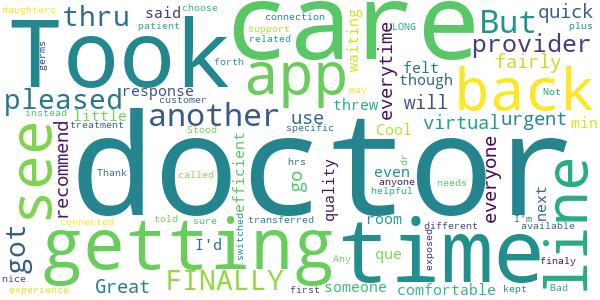 daughters
connection
choose
LONG
patient
thru
said
Took
care
But
quick
support
related
plus
germs
response
waiting
everytime
felt
forth
app
way
though
provider
Not
fairly
back
pleased
customer
instead
little
another
threw
use
will
virtual
urgent
min
see
recommend
treatment
Stood
specific
Cool
efficient
doctor
Thank
called
go
hrs
quality
even
dr
anyone
helpful
needs
everyone
next
line
got
connected
told
sure
transferred
I'd
switched
room
que
different
I'm
available
getting
time
exposed
finaly
nice
Great
FINALLY
Any
someone
comfortable
experience
first
kept
Bad